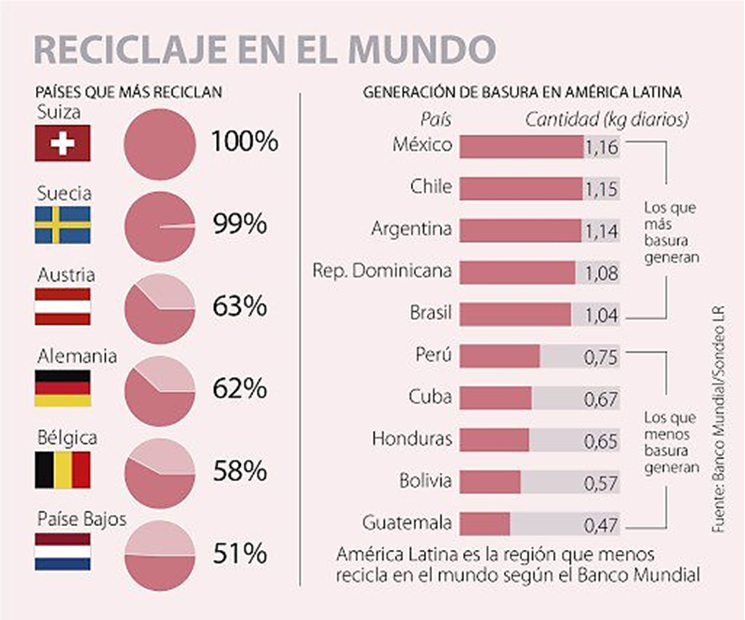 RECICLAJE EN EL MUNDO
PAÍSES QUE MÁS RECICLAN
Suiza
100%
Suecia
99%
Austria
63%
Alemania
62%
Bélgica
58%
Paíse Bajos
51%
GENERACIÓN DE BASURA EN AMÉRICA LATINA
País Cantidad (kg diarios)
México 1,16
Chile 1,15
Argentina 1,14
Rep. Dominicana 1,08
Brasil 1,04
Los que
más
basura
generan
Perú 0,75
Cuba 0,67
Honduras 0,65
Bolivia 0,57
Guatemala 0,47
Los que
menos
basura
generan
América Latina es la región que menos
recicla en el mundo según el Banco Mundial
Fuente: Banco Mundial/Sondeo LR